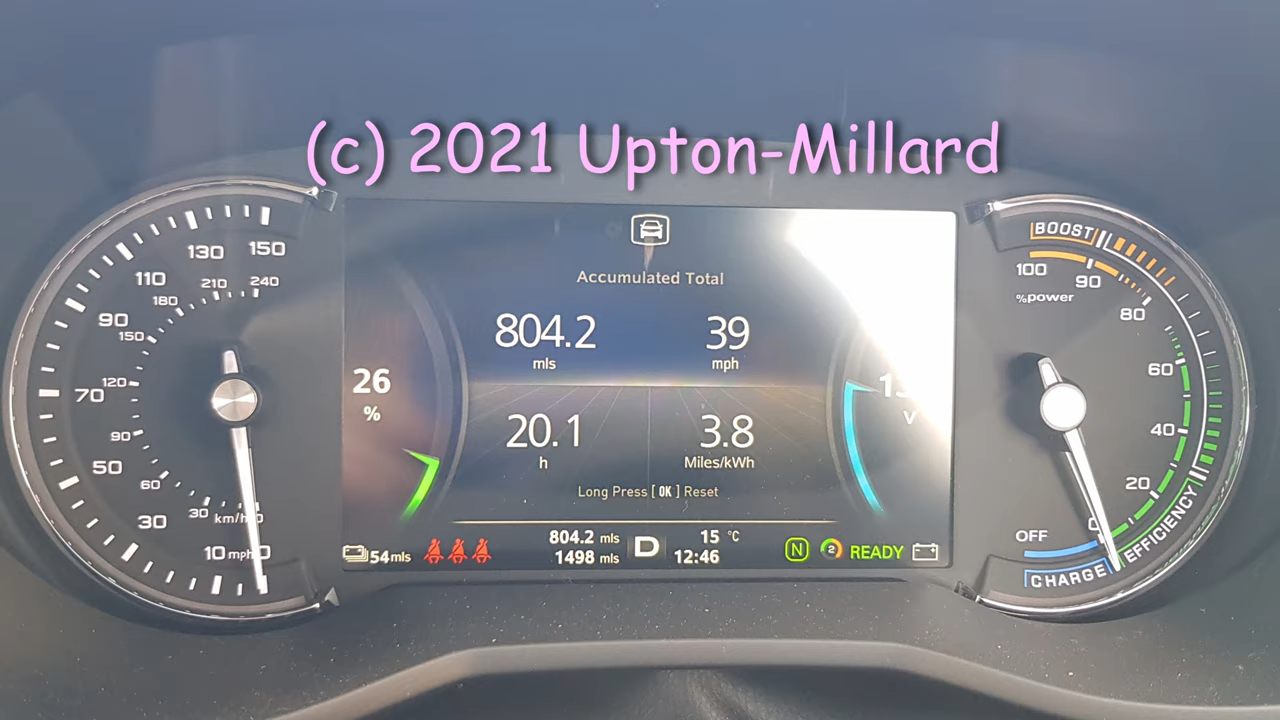 (c) 2021 Upton-Millard
150
130
110
90
70
50
30
10 mph
240
210
180
150
120
90
60
30 km/h
Accumulated Total
804.2 39
mls mph
20.1 3.8
h Miles/kWh
Long Press [ OK ] Reset
26
%
V
54mls
804.2 mls 15 °C
1498 mls D 12:46
N 2 READY
BOOST
100
90
%power
80
60
40
20
0
OFF
CHARGE
EFFICIENCY